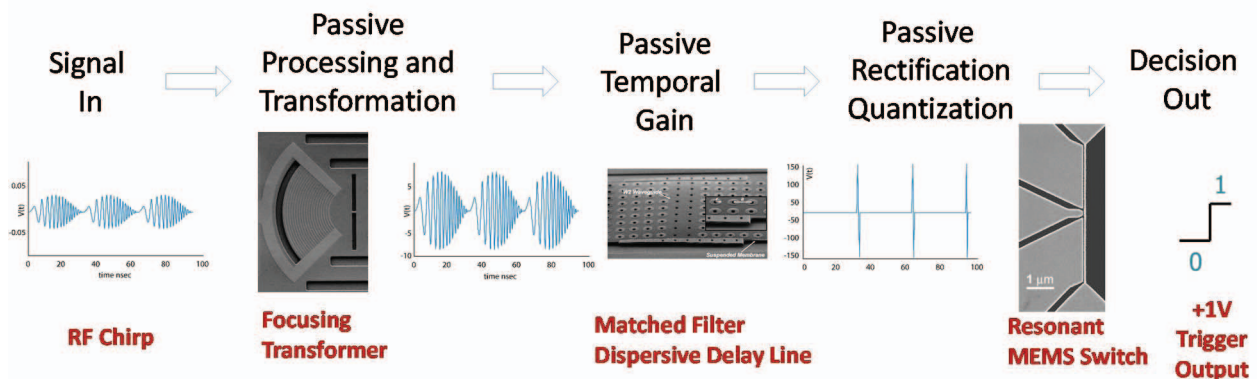 Signal
In
Passive
Processing and
Transformation
Passive
Temporal
Gain
Passive
Rectification
Quantization
Decision
Out
0.05
V(t)
-0.05
0 20 40 60 80 100
time nsec
5
V(t)
0
-5
-10
0 20 40 60 80 100
time nsec
Suspended Membrane
150
V(t)
100
50
-50
-100
-150
0 20 40 60 80 100
1 μm
1
0
RF Chirp
Focusing
Transformer
Matched Filter
Dispersive Delay Line
Resonant
MEMS Switch
+1V
Trigger
Output